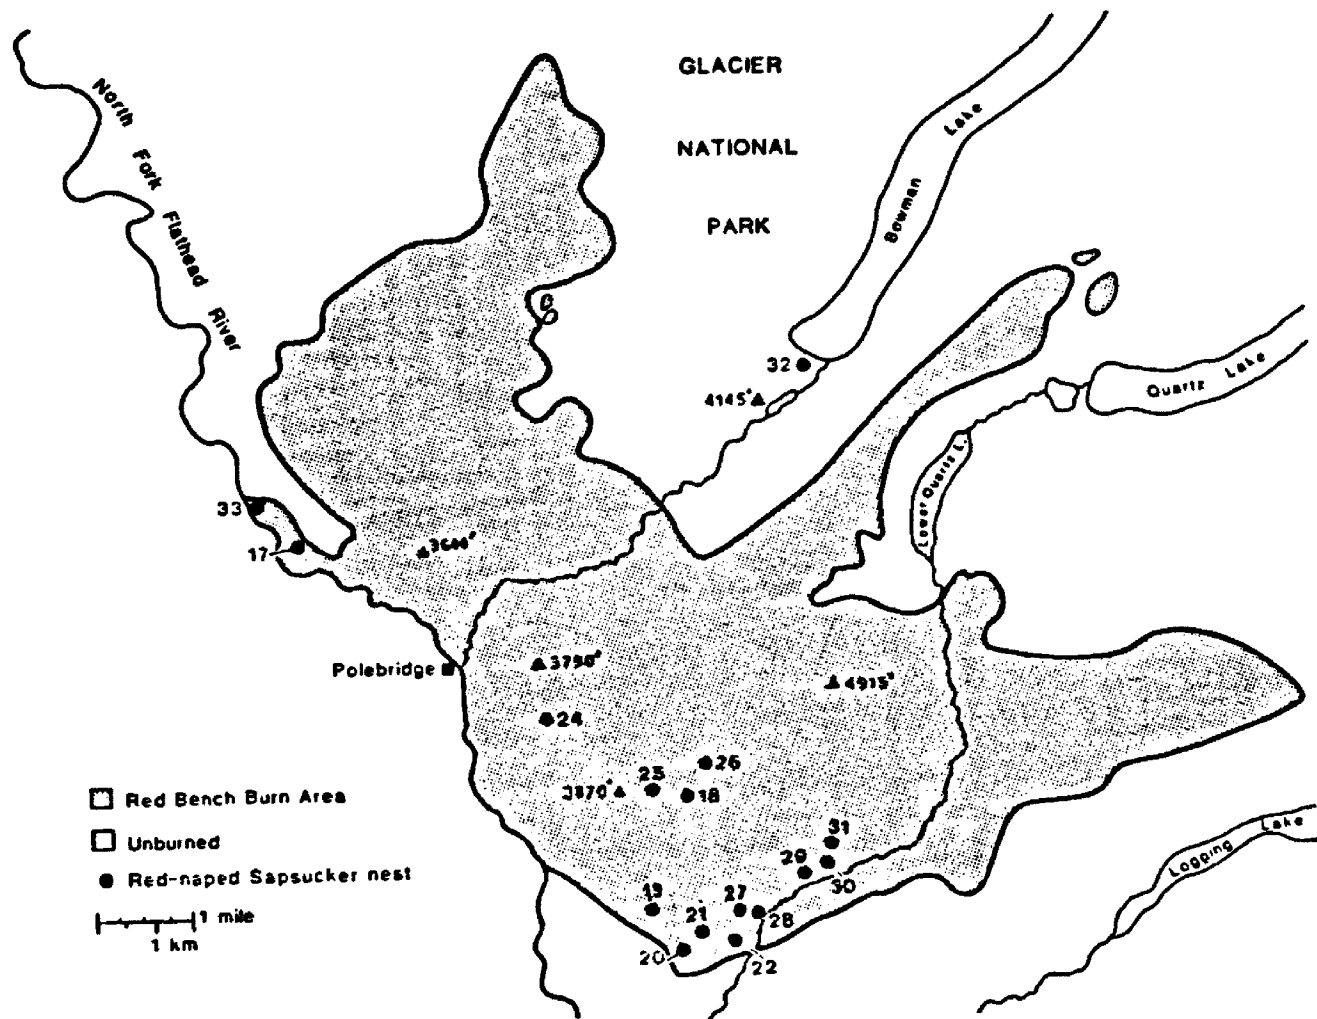 GLACIER
NATIONAL
PARK
North Fork Flathead River
Bowman Lake
32
4145'
Quartz Lake
Lower Quartz L.
33
17
Polebridge
3790'
4915'
24
26
23
3870'
18
31
29
30
19
27
21
28
20
22
Logging Lake
Red Bench Burn Area
Unburned
Red-naped Sapsucker nest
1 mile
1 km